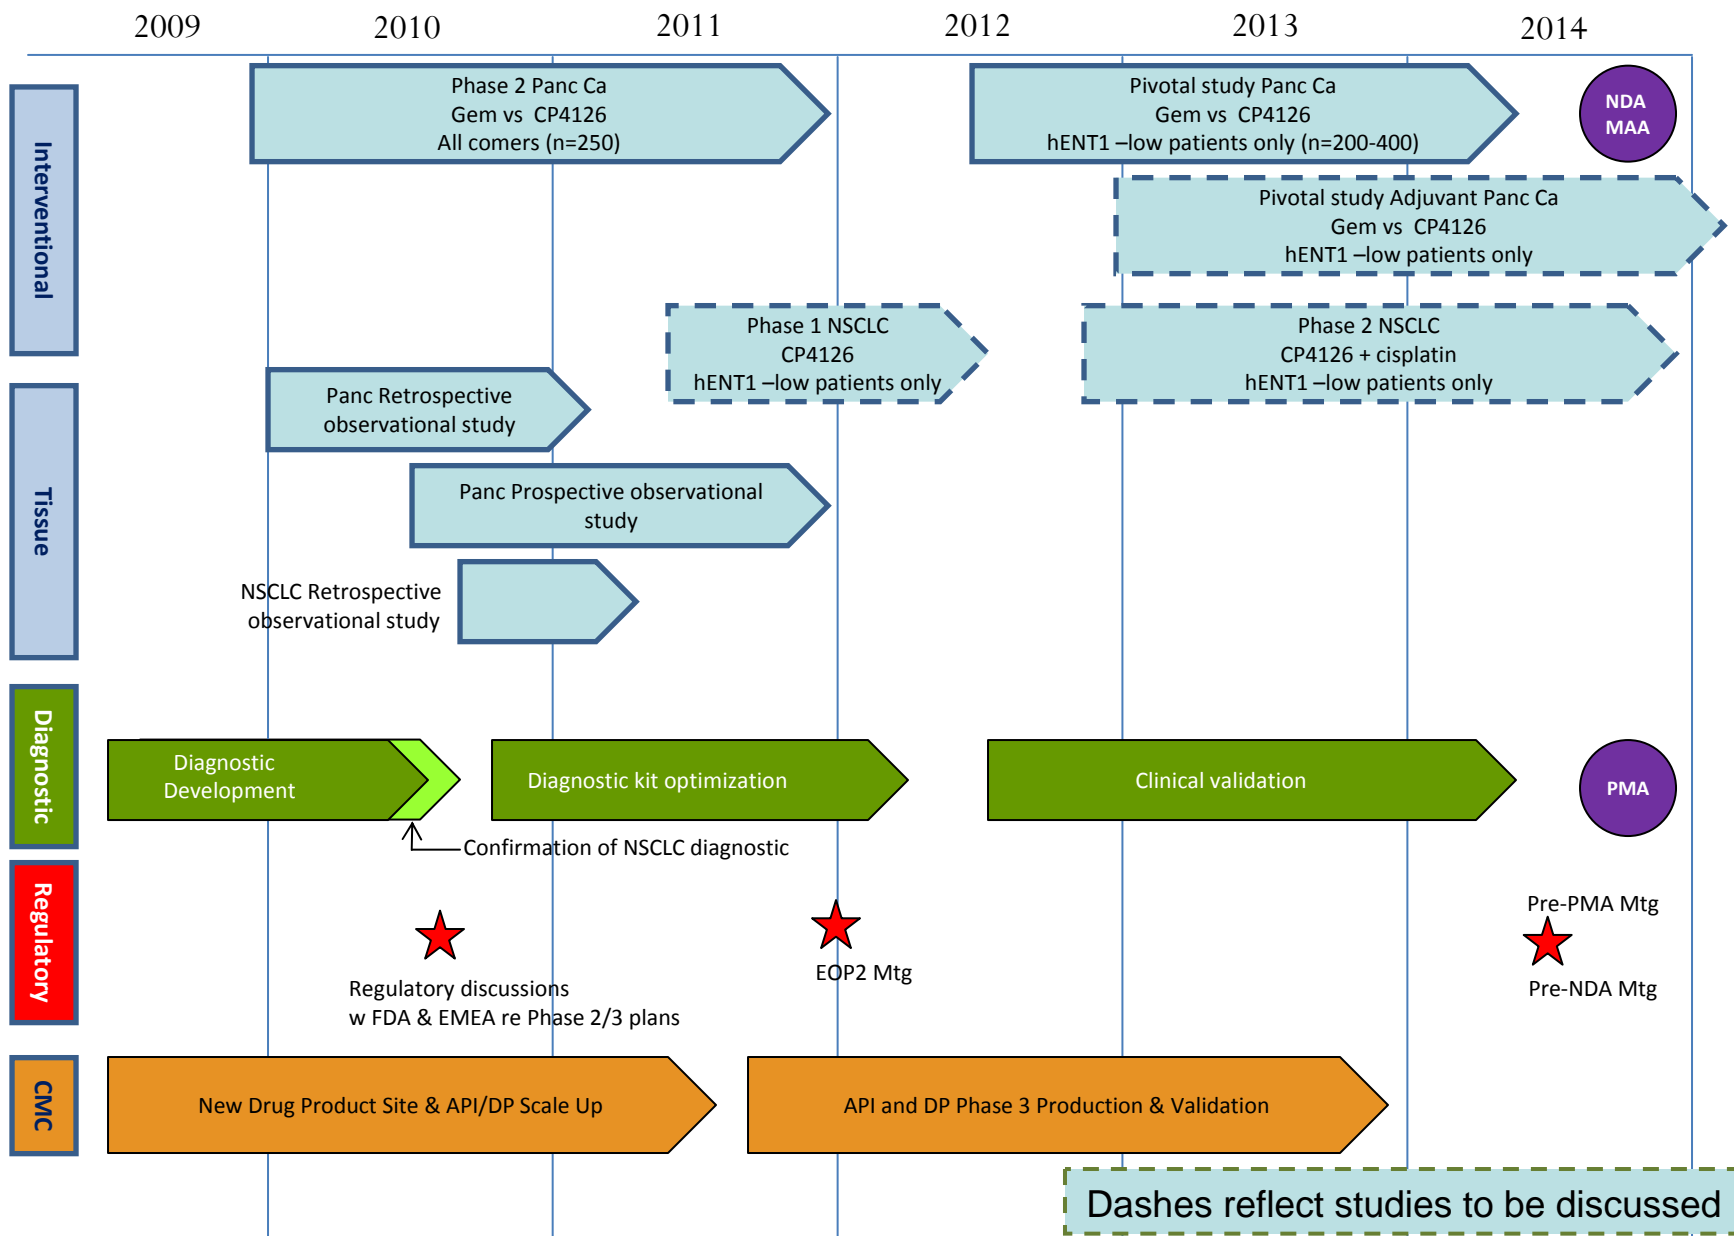 2009
2010
2011
2012
2013
2014
Interventional
Phase 2 Panc Ca
Gem vs CP4126
All comers (n=250)
Pivotal study Panc Ca
Gem vs CP4126
hENT1 –low patients only (n=200-400)
NDA
MAA
Pivotal study Adjuvant Panc Ca
Gem vs CP4126
hENT1 –low patients only
Phase 1 NSCLC
CP4126
hENT1 –low patients only
Phase 2 NSCLC
CP4126 + cisplatin
hENT1 –low patients only
Tissue
Panc Retrospective
observational study
Panc Prospective observational
study
NSCLC Retrospective
observational study
Diagnostic
Diagnostic
Development
Diagnostic kit optimization
Clinical validation
PMA
Confirmation of NSCLC diagnostic
Regulatory
Regulatory discussions
w FDA & EMEA re Phase 2/3 plans
EOP2 Mtg
Pre-PMA Mtg
Pre-NDA Mtg
CMC
New Drug Product Site & API/DP Scale Up
API and DP Phase 3 Production & Validation
Dashes reflect studies to be discussed